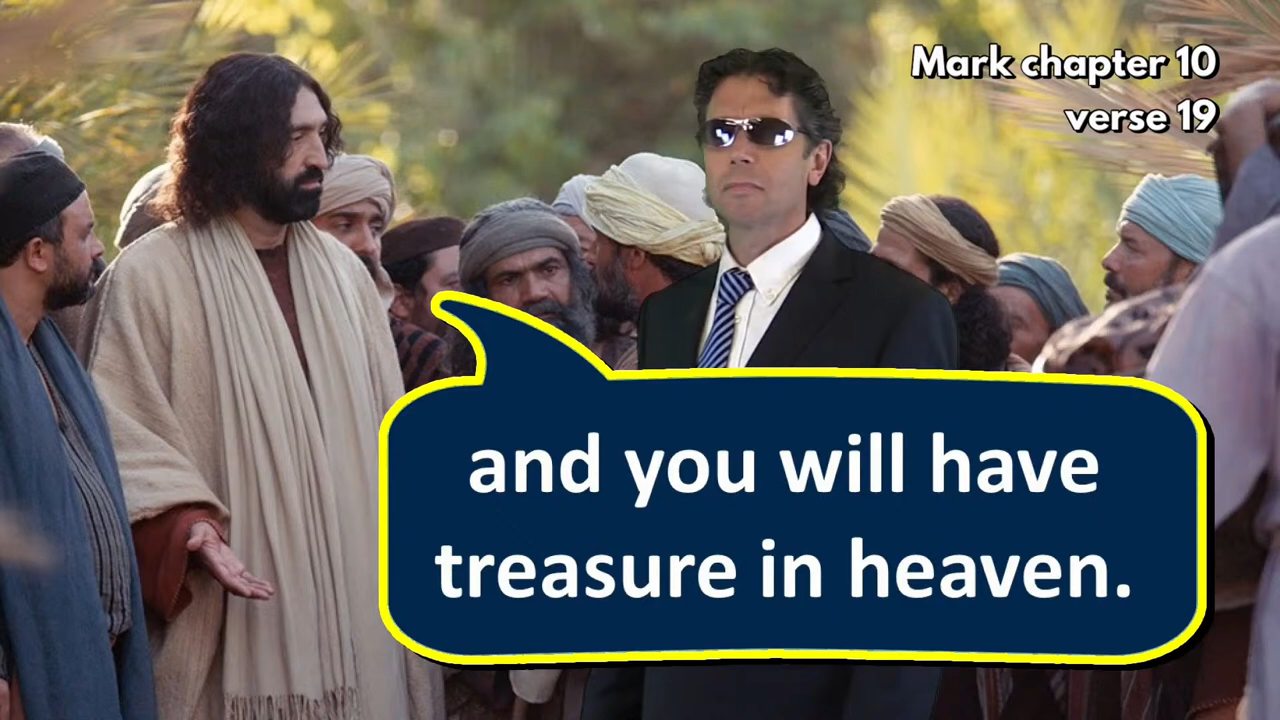 Mark chapter 10
verse 19
and you will have
treasure in heaven.